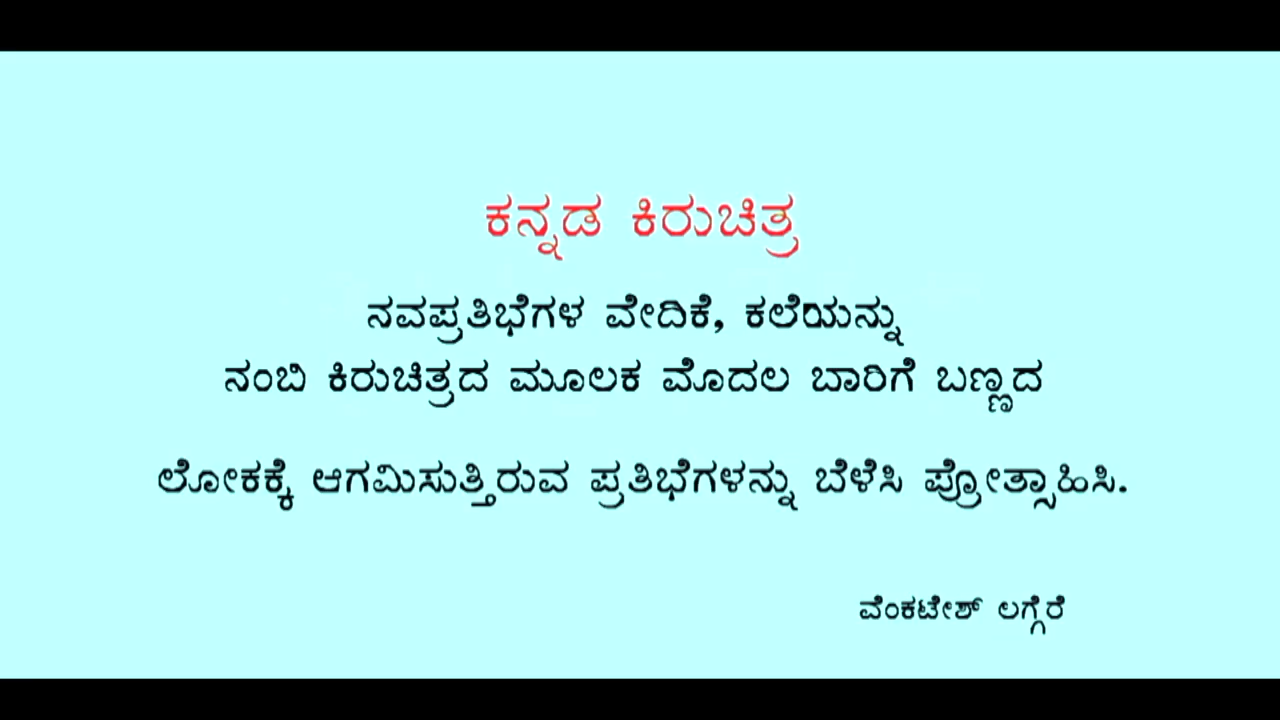 ಕನ್ನಡ ಕಿರುಚಿತ್ರ
ನವಪ್ರತಿಭೆಗಳ ವೇದಿಕೆ, ಕಲೆಯನ್ನು
ನಂಬಿ ಕಿರುಚಿತ್ರದ ಮೂಲಕ ಮೊದಲ ಬಾರಿಗೆ ಬಣ್ಣದ
ಲೋಕಕ್ಕೆ ಆಗಮಿಸುತ್ತಿರುವ ಪ್ರತಿಭೆಗಳನ್ನು ಬೆಳೆಸಿ ಪ್ರೋತ್ಸಾಹಿಸಿ.
ವೆಂಕಟೇಶ್ ಲಗ್ಗೆರೆ